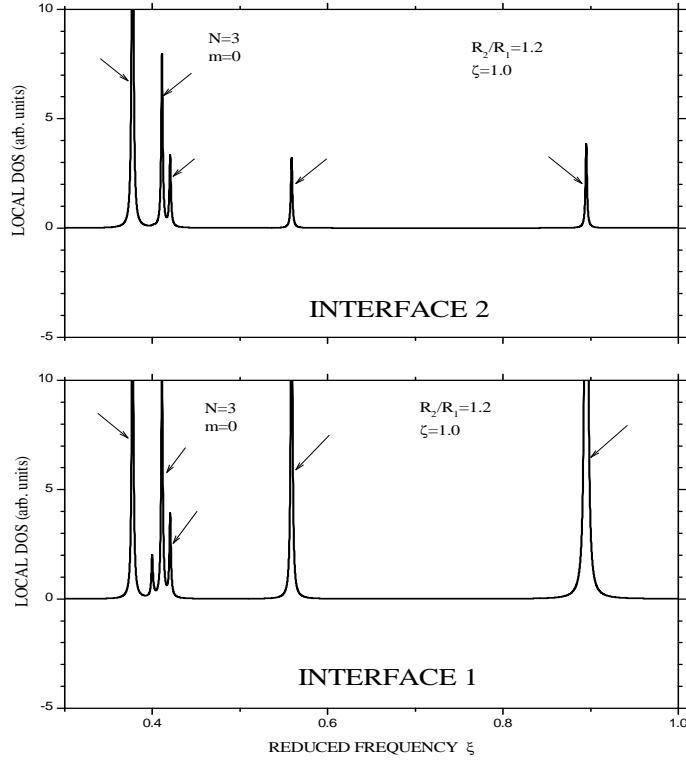 10
N=3
m=0
R₂/R₁=1.2
ζ=1.0
5
0
-5
LOCAL DOS (arb. units)
INTERFACE 2
10
N=3
m=0
R₂/R₁=1.2
ζ=1.0
5
0
-5
LOCAL DOS (arb. units)
INTERFACE 1
0.4 0.6 0.8 1.0
REDUCED FREQUENCY ξ